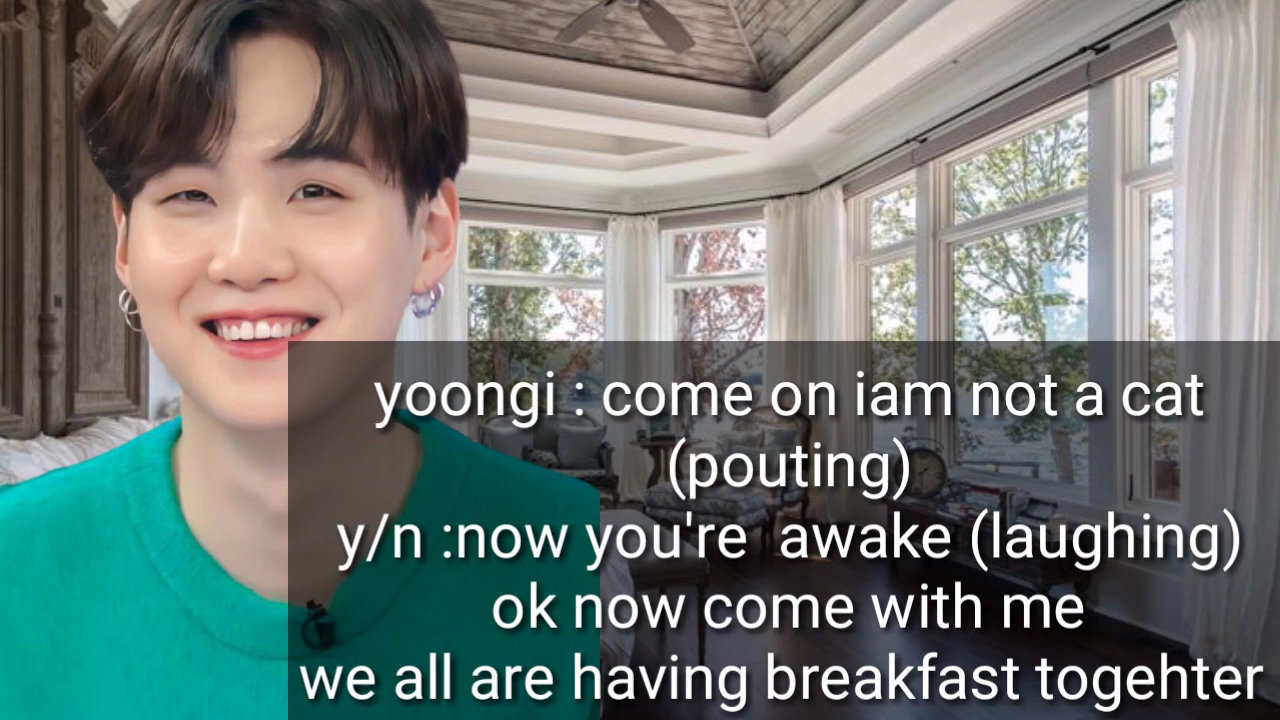 yoongi : come on iam not a cat
(pouting)
y/n :now you're  awake (laughing)
ok now come with me
we all are having breakfast togehter